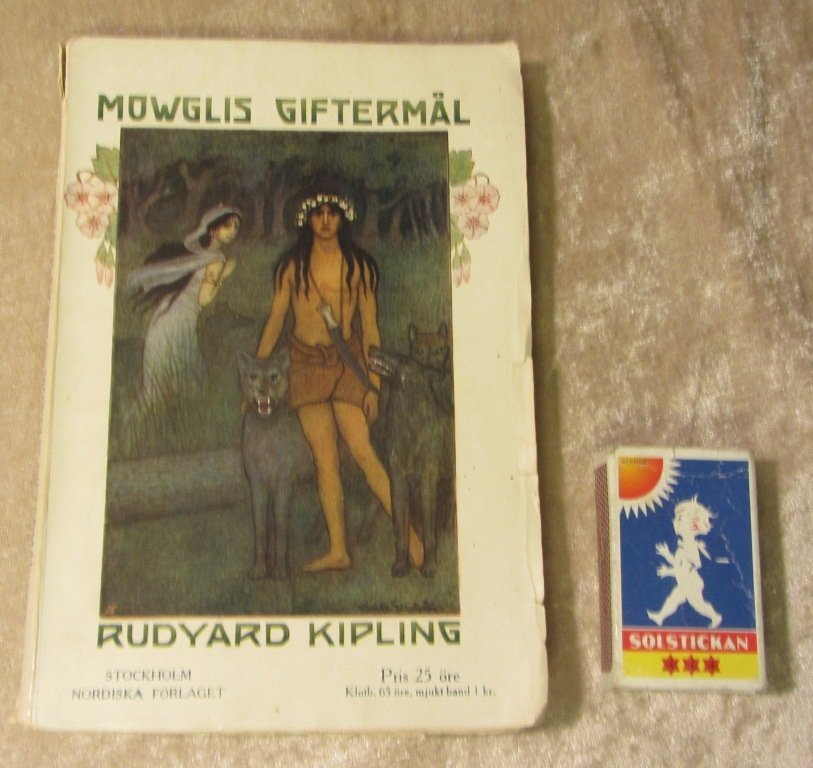 MOWGLIS GIFTERMÅL
RUDYARD KIPLING
STOCKHOLM
NORDISKA FÖRLAGET
Pris 25 öre
Klotb. 65 öre, mjukt band 1 kr.
SOLSTICKAN